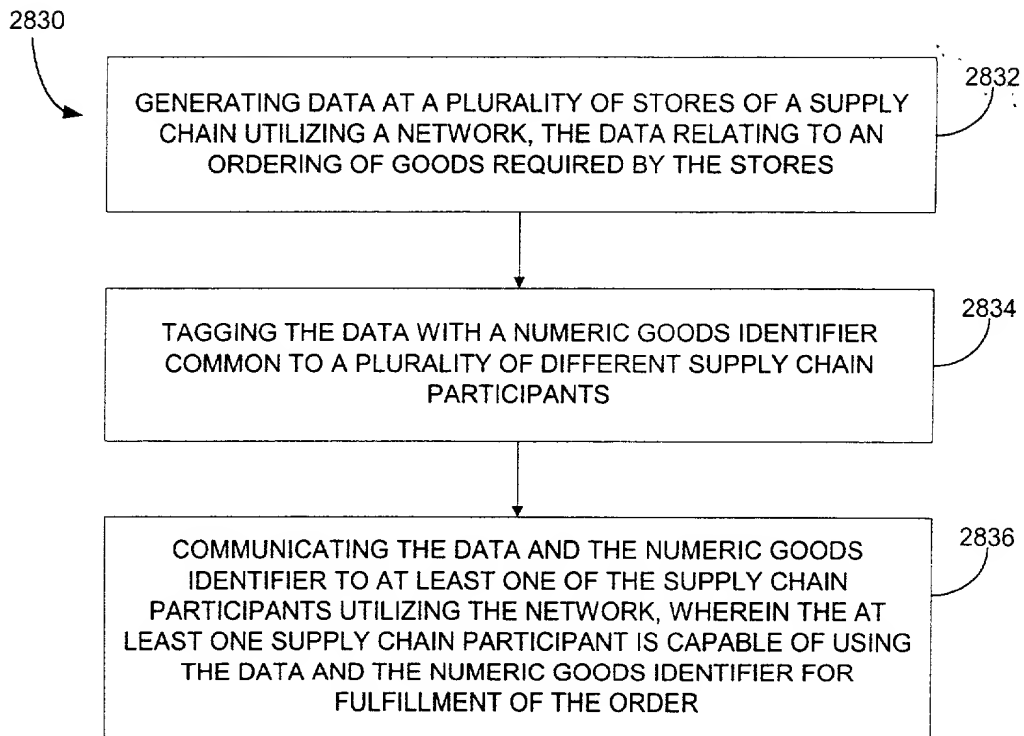 2830
2832
GENERATING DATA AT A PLURALITY OF STORES OF A SUPPLY
CHAIN UTILIZING A NETWORK, THE DATA RELATING TO AN
ORDERING OF GOODS REQUIRED BY THE STORES
2834
TAGGING THE DATA WITH A NUMERIC GOODS IDENTIFIER
COMMON TO A PLURALITY OF DIFFERENT SUPPLY CHAIN
PARTICIPANTS
2836
COMMUNICATING THE DATA AND THE NUMERIC GOODS
IDENTIFIER TO AT LEAST ONE OF THE SUPPLY CHAIN
PARTICIPANTS UTILIZING THE NETWORK, WHEREIN THE AT
LEAST ONE SUPPLY CHAIN PARTICIPANT IS CAPABLE OF USING
THE DATA AND THE NUMERIC GOODS IDENTIFIER FOR
FULFILLMENT OF THE ORDER